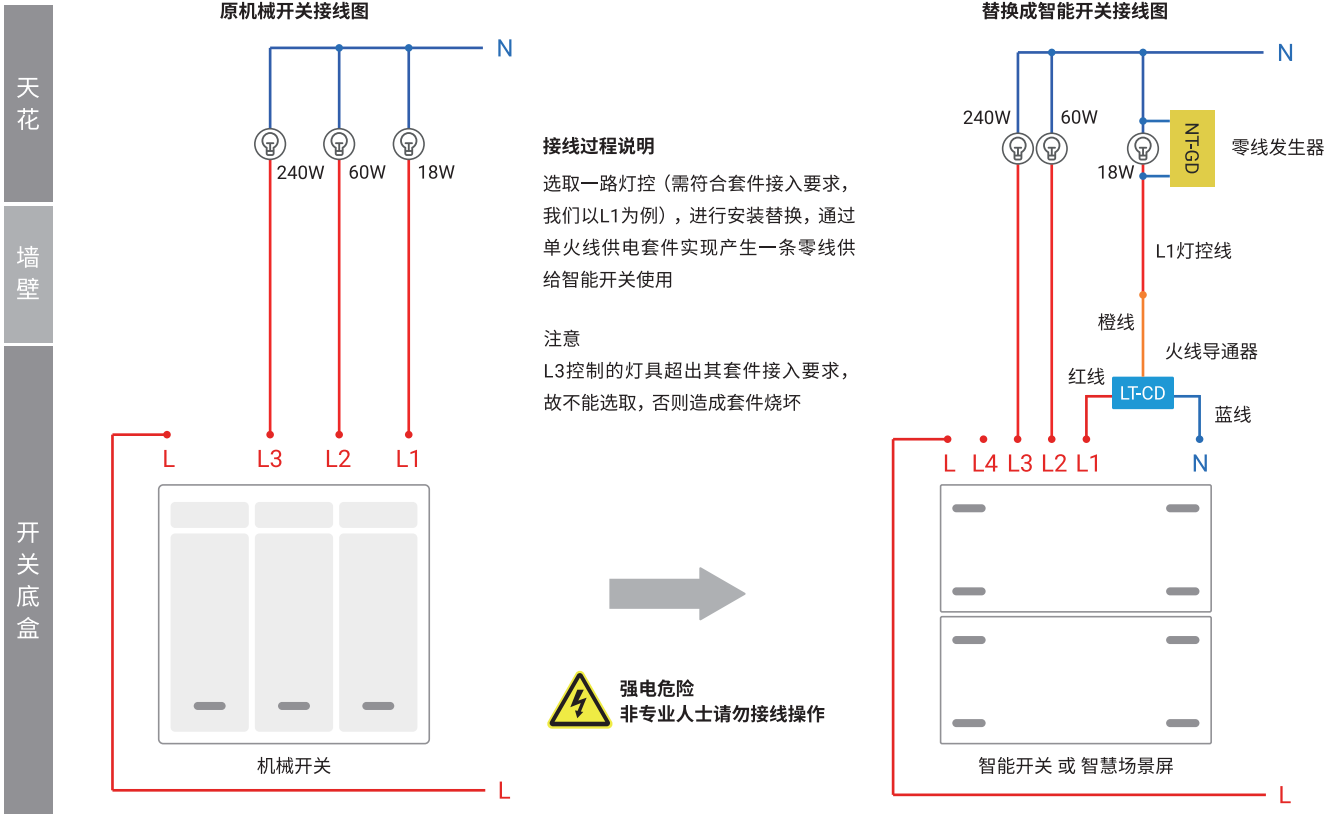 原机械开关接线图
替换成智能开关接线图
天花
墙壁
开关底盒
N
240W
60W
18W
L
L3
L2
L1
机械开关
L
接线过程说明
选取一路灯控（需符合套件接入要求，
我们以L1为例），进行安装替换，通过
单火线供电套件实现产生一条零线供
给智能开关使用
注意
L3控制的灯具超出其套件接入要求，
故不能选取，否则造成套件烧坏
强电危险
非专业人士请勿接线操作
N
240W
60W
18W
NT-GD
零线发生器
L1灯控线
橙线
火线导通器
红线
LT-CD
蓝线
L
L4
L3
L2
L1
N
智能开关 或 智慧场景屏
L